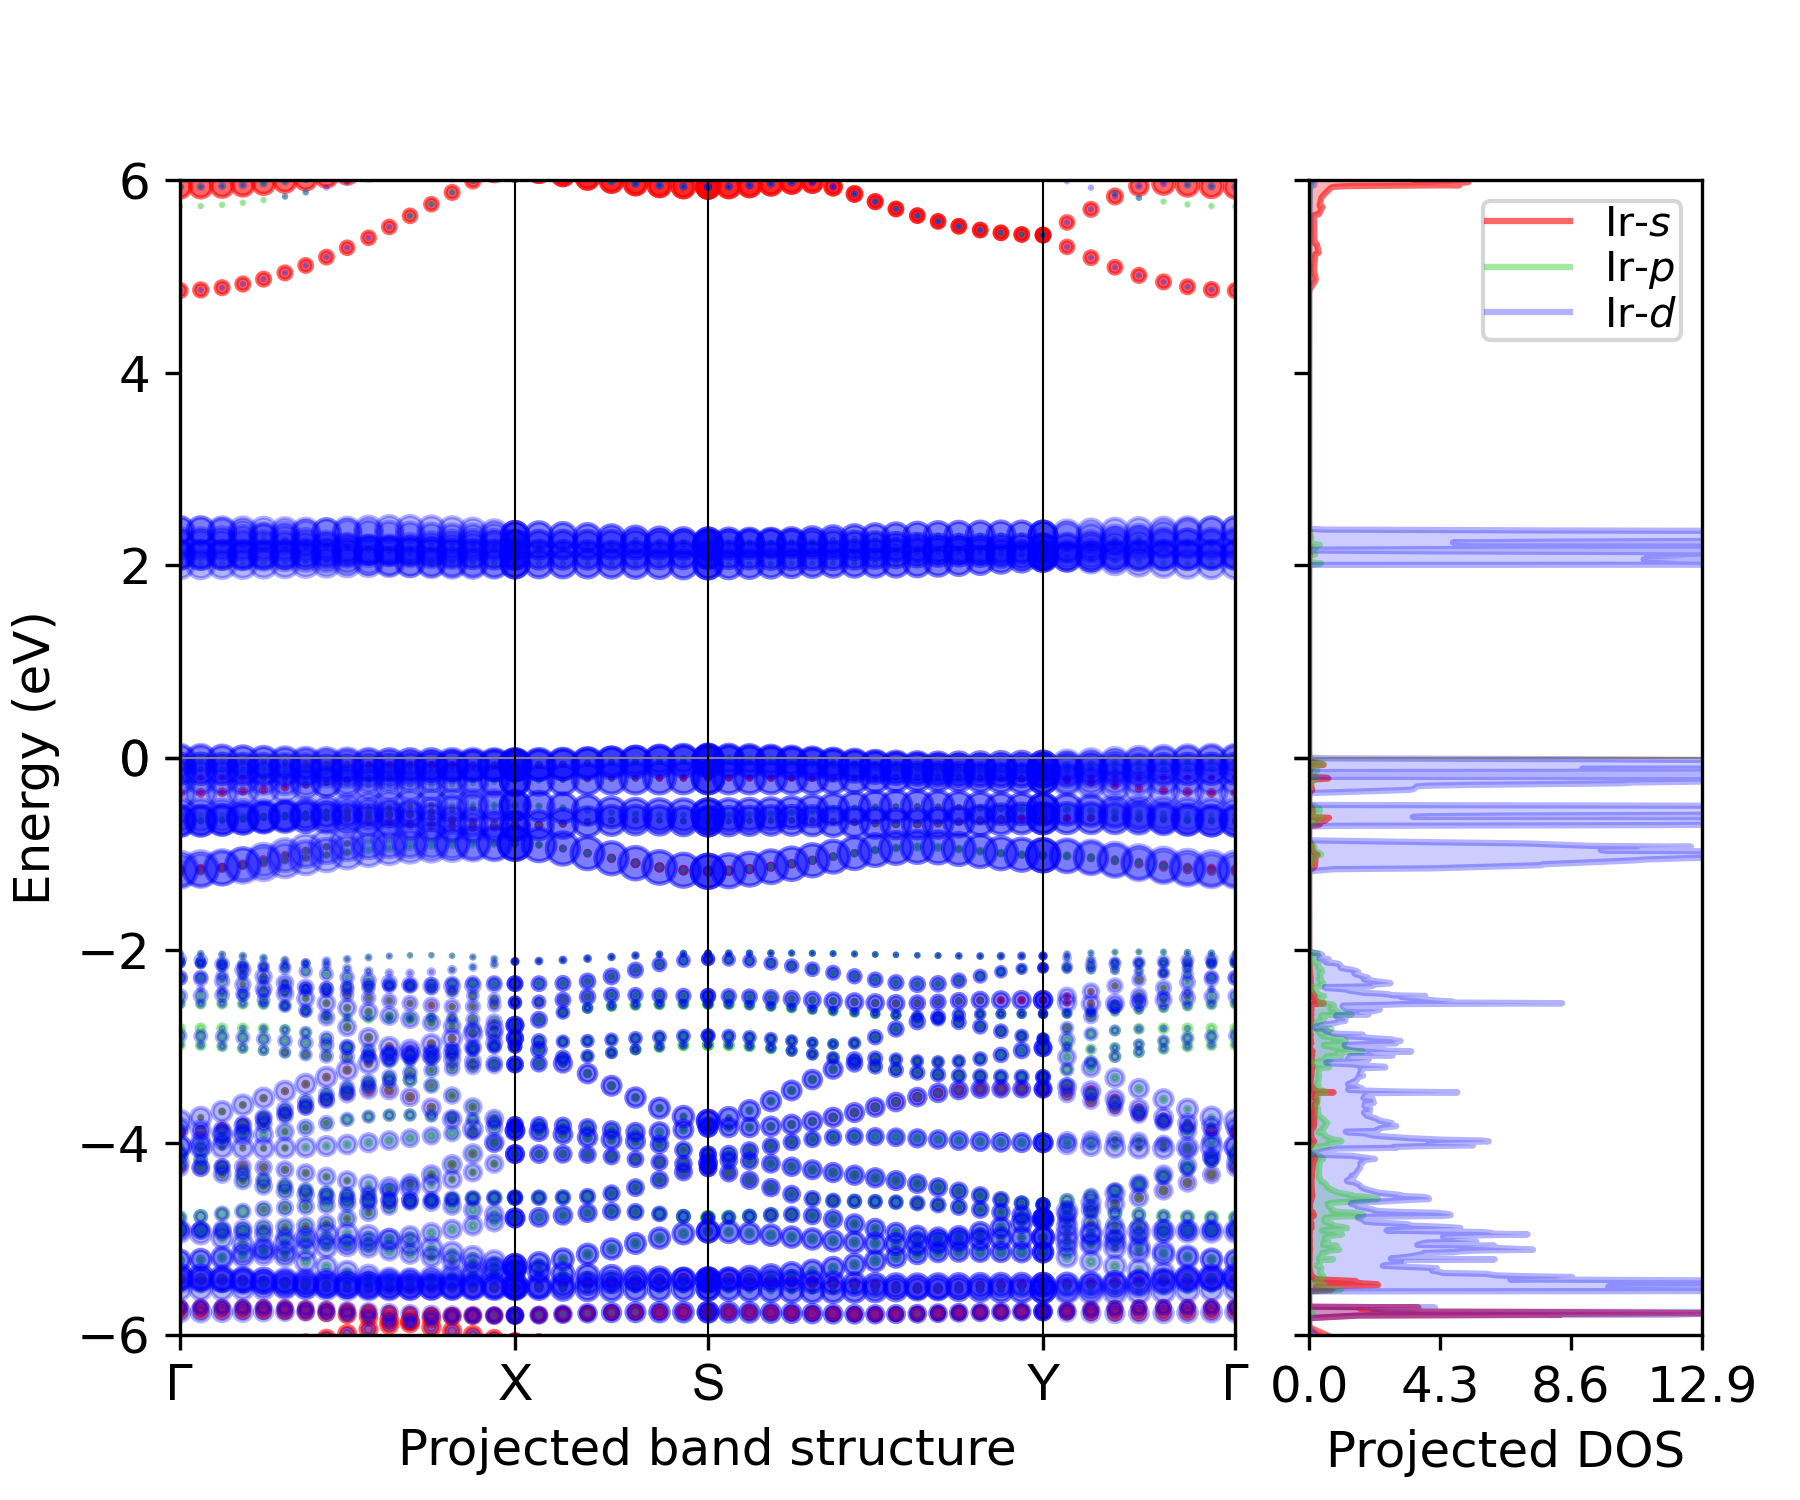 6
4
2
0
−2
−4
−6
Energy (eV)
Γ X S Y Γ
Projected band structure
Ir-s
Ir-p
Ir-d
0.0 4.3 8.6 12.9
Projected DOS